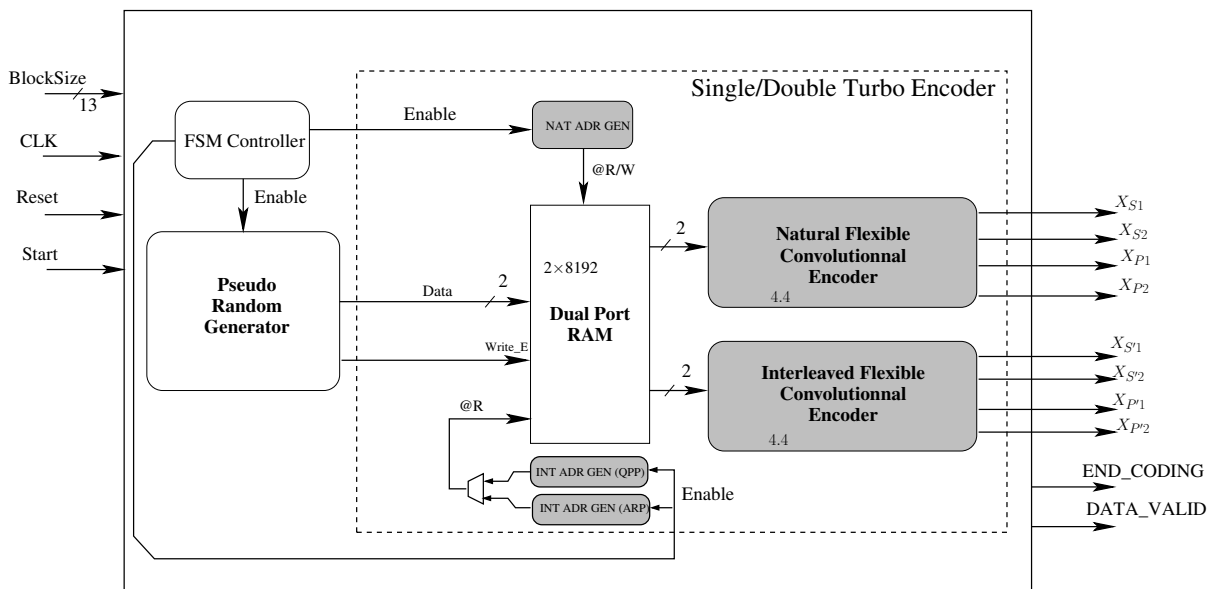 Single/Double Turbo Encoder
BlockSize
13
CLK
Reset
Start
FSM Controller
Enable
Enable
NAT ADR GEN
@R/W
Pseudo
Random
Generator
Data
2
Write_E
@R
2×8192
Dual Port
RAM
2
2
Natural Flexible
Convolutionnal
Encoder
4.4
Interleaved Flexible
Convolutionnal
Encoder
4.4
INT ADR GEN (QPP)
INT ADR GEN (ARP)
Enable
X_{S1}
X_{S2}
X_{P1}
X_{P2}
X_{S'1}
X_{S'2}
X_{P'1}
X_{P'2}
END_CODING
DATA_VALID